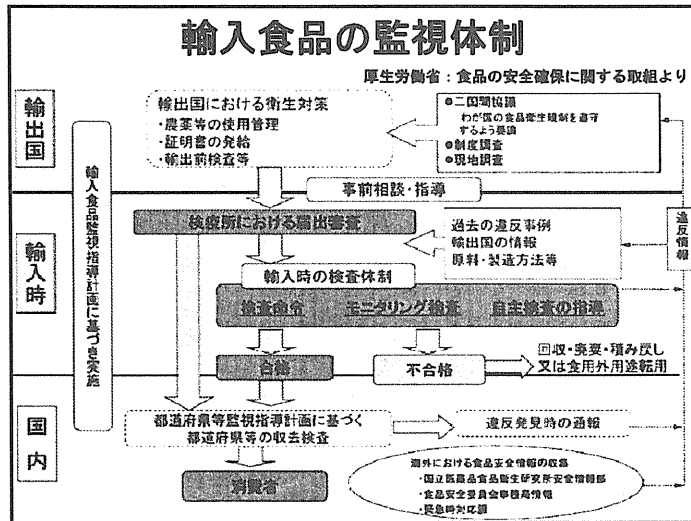 輸入食品の監視体制
厚生労働省：食品の安全確保に関する取組より
輸出国
輸入時
国内
輸入食品監視指導計画に基づき実施
輸出国における衛生対策
・農薬等の使用管理
・証明書の発給
・輸出前検査等
●二国間協議
わが国の食品衛生規制を遵守
するよう要請
●制度調査
●現地調査
事前相談・指導
検疫所における届出審査
過去の違反事例
輸出国の情報
原料・製造方法等
違反情報
輸入時の検査体制
検査命令
モニタリング検査
自主検査の指導
合格
不合格
回収・廃棄・積み戻し
又は食用外用途転用
都道府県等監視指導計画に基づく
都道府県等の収去検査
違反発見時の通報
消費者
海外における食品安全情報の収集
・国立医薬品食品衛生研究所安全情報部
・食品安全委員会事務局情報
・緊急時対応課